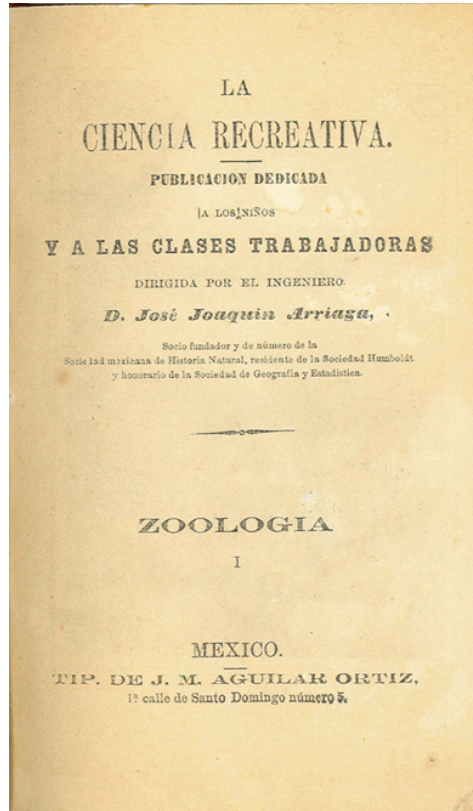 LA
CIENCIA RECREATIVA.
PUBLICACION DEDICADA
A LOS NIÑOS
Y A LAS CLASES TRABAJADORAS
DIRIGIDA POR EL INGENIERO
D. José Joaquin Arriaga,
Socio fundador y de número de la
Sociedad mexicana de Historia Natural, residente de la Sociedad Humboldt
y honorario de la Sociedad de Geografía y Estadística.
ZOOLOGIA
I
MEXICO.
TIP. DE J. M. AGUILAR ORTIZ,
1ª calle de Santo Domingo número 5.